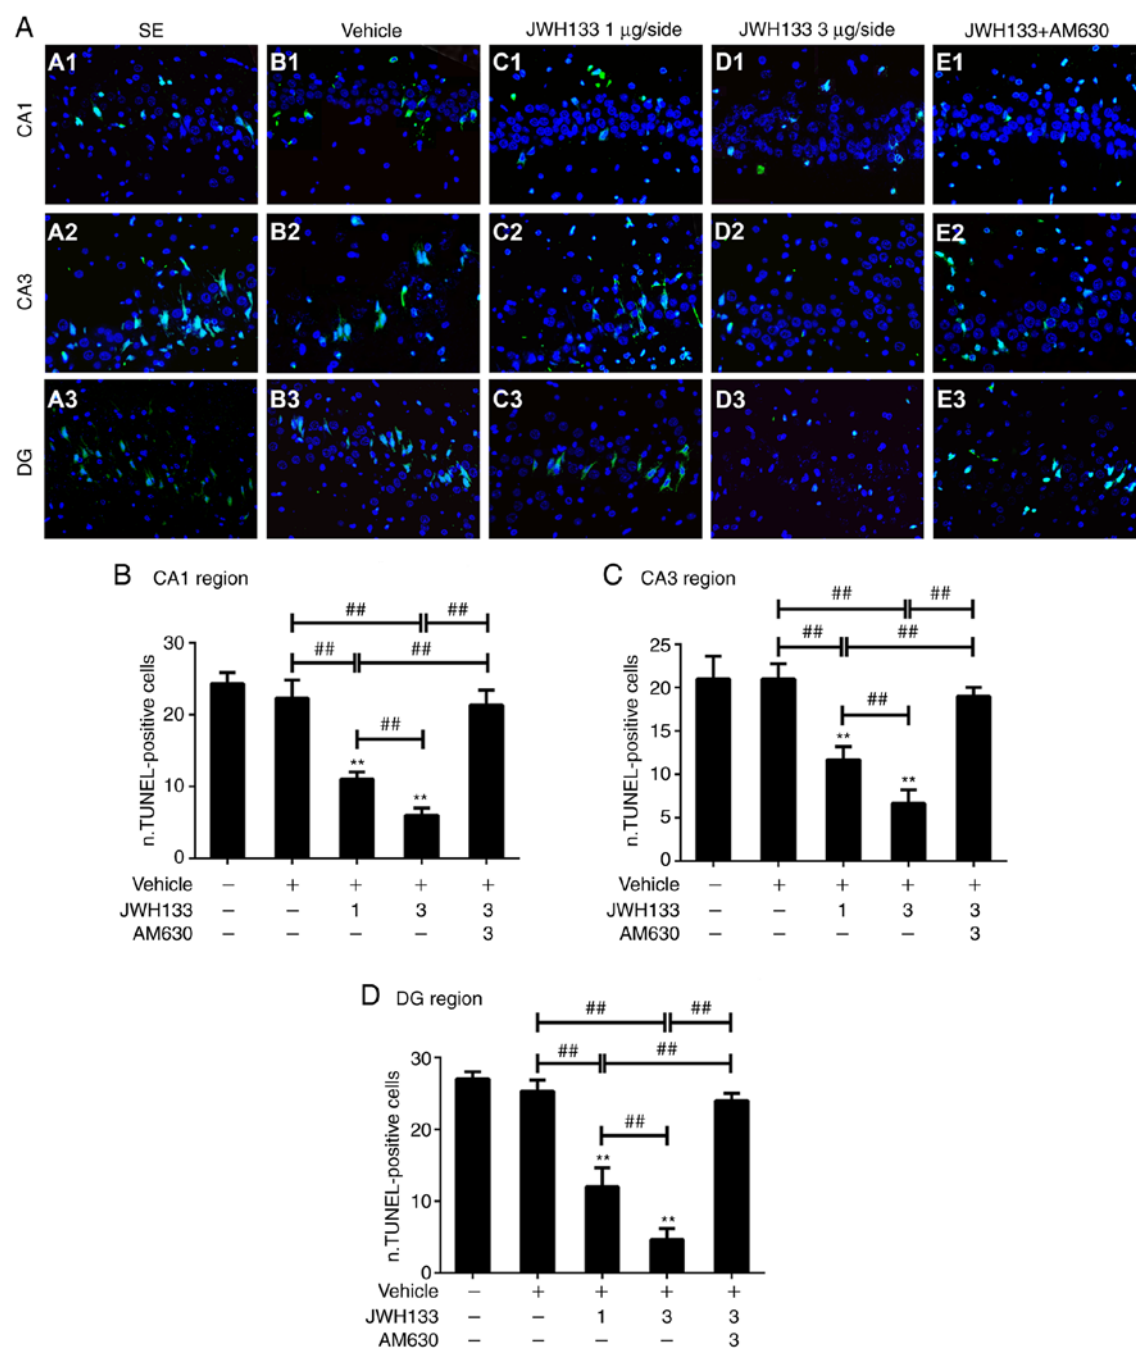 A
SE Vehicle JWH133 1 μg/side JWH133 3 μg/side JWH133+AM630
CA1 A1 B1 C1 D1 E1
CA3 A2 B2 C2 D2 E2
DG A3 B3 C3 D3 E3
B CA1 region
## ##
## ##
##
** **
n.TUNEL-positive cells
30
20
10
0
Vehicle − + + + +
JWH133 − − 1 3 3
AM630 − − − − 3
C CA3 region
## ##
## ##
##
** **
n.TUNEL-positive cells
25
20
15
10
5
0
Vehicle − + + + +
JWH133 − − 1 3 3
AM630 − − − − 3
D DG region
## ##
## ##
##
** **
n.TUNEL-positive cells
30
20
10
0
Vehicle − + + + +
JWH133 − − 1 3 3
AM630 − − − − 3